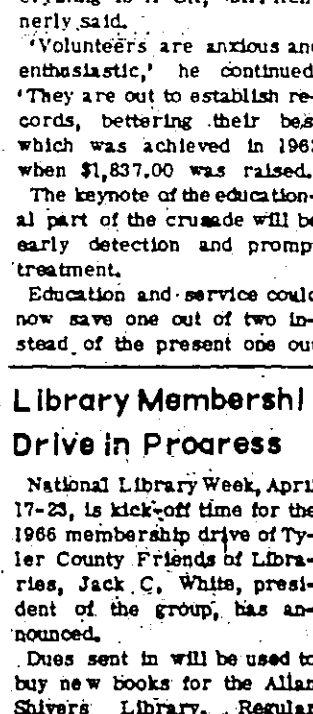 nerly said.
'Volunteers are anxious and
enthusiastic,' he continued
'They are out to establish re-
cords, bettering their bes
which was achieved in 196
when $1,837.00 was raised.
The keynote of the education-
al part of the crusade will be
early detection and promp
treatment.
Education and service could
now save one out of two in-
stead of the present one out
Library Membershi
Drive in Progress
National Library Week, Apri
17-23, is kick-off time for the
1966 membership drive of Ty-
ler County Friends of Libra-
ries, Jack C. White, presi-
dent of the group, has an-
nounced.
Dues sent in will be used to
buy new books for the Allan
Shivers Library. Regular